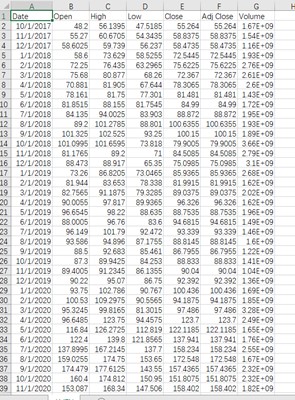 A B C D E F G H
1 Date Open High Low Close Adj Close Volume
2 10/1/2017 48.2 56.1395 47.5185 55.264 55.264 1.67E+09
3 11/1/2017 55.27 60.6705 54.3435 58.8375 58.8375 1.54E+09
4 12/1/2017 58.6025 59.739 56.237 58.4735 58.4735 1.16E+09
5 1/1/2018 58.6 73.629 58.5255 72.5445 72.5445 1.93E+09
6 2/1/2018 72.25 76.435 63.2965 75.6225 75.6225 2.76E+09
7 3/1/2018 75.68 80.877 68.26 72.367 72.367 2.61E+09
8 4/1/2018 70.881 81.905 67.644 78.3065 78.3065 2.6E+09
9 5/1/2018 78.161 81.75 77.301 81.481 81.481 1.43E+09
10 6/1/2018 81.8515 88.155 81.7545 84.99 84.99 1.72E+09
11 7/1/2018 84.135 94.0025 83.903 88.872 88.872 1.95E+09
12 8/1/2018 89.2 101.2785 88.801 100.6355 100.6355 1.93E+09
13 9/1/2018 101.325 102.525 93.25 100.15 100.15 1.89E+09
14 10/1/2018 101.0995 101.6595 73.818 79.9005 79.9005 3.66E+09
15 11/1/2018 81.1765 89.2 71 84.5085 84.5085 2.79E+09
16 12/1/2018 88.473 88.917 65.35 75.0985 75.0985 3.1E+09
17 1/1/2019 73.26 86.8205 73.0465 85.9365 85.9365 2.68E+09
18 2/1/2019 81.944 83.653 78.338 81.9915 81.9915 1.62E+09
19 3/1/2019 82.7565 91.1875 79.3285 89.0375 89.0375 2.02E+09
20 4/1/2019 90.0055 97.817 89.9365 96.326 96.326 1.62E+09
21 5/1/2019 96.6545 98.22 88.635 88.7535 88.7535 1.96E+09
22 6/1/2019 88.0005 96.76 83.6 94.6815 94.6815 1.49E+09
23 7/1/2019 96.149 101.79 92.472 93.339 93.339 1.46E+09
24 8/1/2019 93.586 94.896 87.1755 88.8145 88.8145 1.6E+09
25 9/1/2019 88.5 92.683 85.461 86.7955 86.7955 1.22E+09
26 10/1/2019 87.3 89.9425 84.253 88.833 88.833 1.41E+09
27 11/1/2019 89.4005 91.2345 86.1355 90.04 90.04 1.04E+09
28 12/1/2019 90.22 95.07 86.75 92.392 92.392 1.36E+09
29 1/1/2020 93.75 102.786 90.767 100.436 100.436 1.69E+09
30 2/1/2020 100.53 109.2975 90.5565 94.1875 94.1875 1.85E+09
31 3/1/2020 95.3245 99.8165 81.3015 97.486 97.486 3.28E+09
32 4/1/2020 96.6485 123.75 94.4575 123.7 123.7 2.49E+09
33 5/1/2020 116.84 126.2725 112.819 122.1185 122.1185 1.65E+09
34 6/1/2020 122.4 139.8 121.8565 137.941 137.941 1.76E+09
35 7/1/2020 137.8995 167.2145 137.7 158.234 158.234 2.55E+09
36 8/1/2020 159.0255 174.75 153.65 172.548 172.548 1.67E+09
37 9/1/2020 174.479 177.6125 143.55 157.4365 157.4365 2.32E+09
38 10/1/2020 160.4 174.812 150.95 151.8075 151.8075 2.32E+09
39 11/1/2020 153.087 168.34 147.506 158.402 158.402 1.82E+09